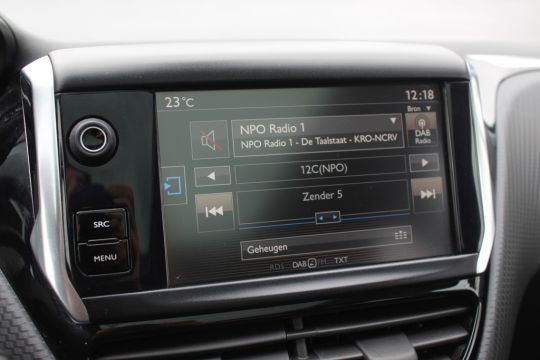 23°C
12:18
Bron
NPO Radio 1
NPO Radio 1 - De Taalstaat - KRO-NCRV
DAB
Radio
12C(NPO)
Zender 5
SRC
MENU
Geheugen
RDS DAB FM TXT